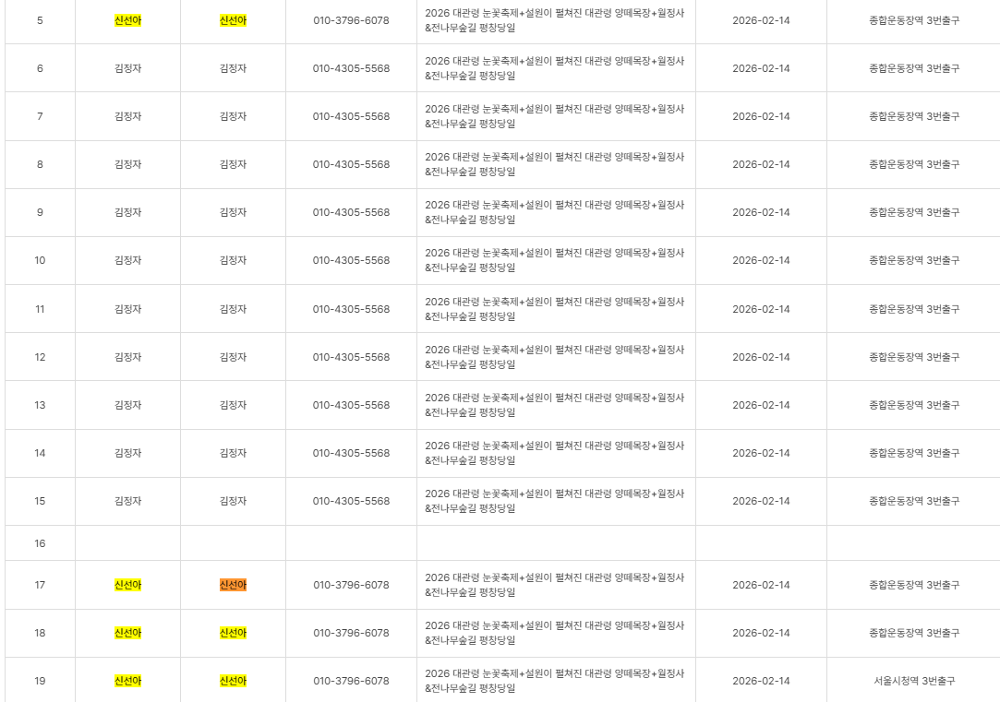 5 신선아 신선아 010-3796-6078 2026 대관령 눈꽃축제+설원이 펼쳐진 대관령 양떼목장+월정사 2026-02-14 종합운동장역 3번출구
&전나무숲길 평창당일
6 김정자 김정자 010-4305-5568 2026 대관령 눈꽃축제+설원이 펼쳐진 대관령 양떼목장+월정사 2026-02-14 종합운동장역 3번출구
&전나무숲길 평창당일
7 김정자 김정자 010-4305-5568 2026 대관령 눈꽃축제+설원이 펼쳐진 대관령 양떼목장+월정사 2026-02-14 종합운동장역 3번출구
&전나무숲길 평창당일
8 김정자 김정자 010-4305-5568 2026 대관령 눈꽃축제+설원이 펼쳐진 대관령 양떼목장+월정사 2026-02-14 종합운동장역 3번출구
&전나무숲길 평창당일
9 김정자 김정자 010-4305-5568 2026 대관령 눈꽃축제+설원이 펼쳐진 대관령 양떼목장+월정사 2026-02-14 종합운동장역 3번출구
&전나무숲길 평창당일
10 김정자 김정자 010-4305-5568 2026 대관령 눈꽃축제+설원이 펼쳐진 대관령 양떼목장+월정사 2026-02-14 종합운동장역 3번출구
&전나무숲길 평창당일
11 김정자 김정자 010-4305-5568 2026 대관령 눈꽃축제+설원이 펼쳐진 대관령 양떼목장+월정사 2026-02-14 종합운동장역 3번출구
&전나무숲길 평창당일
12 김정자 김정자 010-4305-5568 2026 대관령 눈꽃축제+설원이 펼쳐진 대관령 양떼목장+월정사 2026-02-14 종합운동장역 3번출구
&전나무숲길 평창당일
13 김정자 김정자 010-4305-5568 2026 대관령 눈꽃축제+설원이 펼쳐진 대관령 양떼목장+월정사 2026-02-14 종합운동장역 3번출구
&전나무숲길 평창당일
14 김정자 김정자 010-4305-5568 2026 대관령 눈꽃축제+설원이 펼쳐진 대관령 양떼목장+월정사 2026-02-14 종합운동장역 3번출구
&전나무숲길 평창당일
15 김정자 김정자 010-4305-5568 2026 대관령 눈꽃축제+설원이 펼쳐진 대관령 양떼목장+월정사 2026-02-14 종합운동장역 3번출구
&전나무숲길 평창당일
16
17 신선아 신선아 010-3796-6078 2026 대관령 눈꽃축제+설원이 펼쳐진 대관령 양떼목장+월정사 2026-02-14 종합운동장역 3번출구
&전나무숲길 평창당일
18 신선아 신선아 010-3796-6078 2026 대관령 눈꽃축제+설원이 펼쳐진 대관령 양떼목장+월정사 2026-02-14 종합운동장역 3번출구
&전나무숲길 평창당일
19 신선아 신선아 010-3796-6078 2026 대관령 눈꽃축제+설원이 펼쳐진 대관령 양떼목장+월정사 2026-02-14 서울시청역 3번출구
&전나무숲길 평창당일